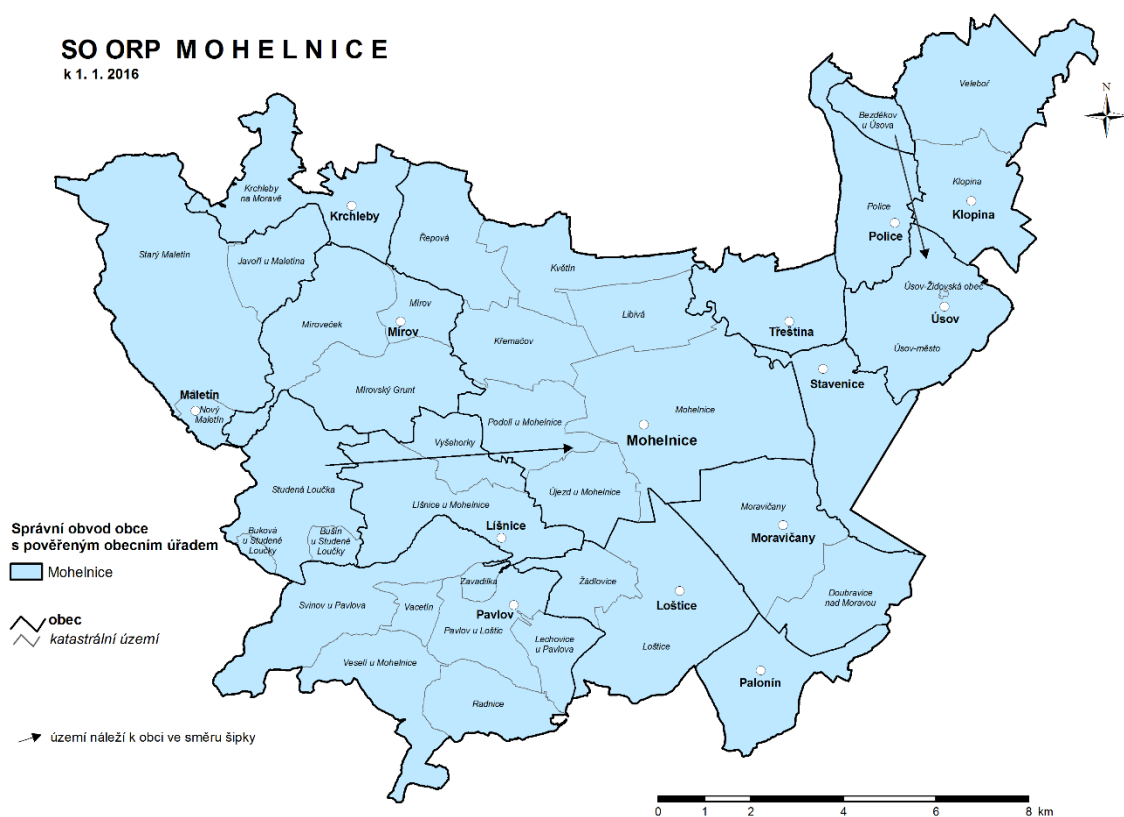 SO ORP M O H E L N I C E
k 1. 1. 2016
N
Veleboř
Bezděkov
u Úsova
Krchleby
na Moravě
Klopina
Klopina
Krchleby
Police
Police
Řepová
Starý Maletín
Javoří u Maletína
Květín
Úsov-Židovská obec
Úsov
Mírov
Míroveček
Mírov
Libivá
Třeština
Křemačov
Úsov-město
Stavenice
Mírovský Grunt
Maletín
Nový
Maletín
Mohelnice
Podolí u Mohelnice
Mohelnice
Vyšehorky
Studená Loučka
Újezd u Mohelnice
Líšnice u Mohelnice
Moravičany
Moravičany
Líšnice
Buková
u Studené
Loučky
Bušín
u Studené
Loučky
Správní obvod obce
s pověřeným obecním úřadem
Mohelnice
Zavadilka
Žádlovice
Loštice
Doubravice
nad Moravou
Svinov u Pavlova
Vacetín
Pavlov
obec
katastrální území
Pavlov u Loštic
Lechovice
u Pavlova
Loštice
Veselí u Mohelnice
Palonín
Radnice
území náleží k obci ve směru šipky
0 1 2 4 6 8 km